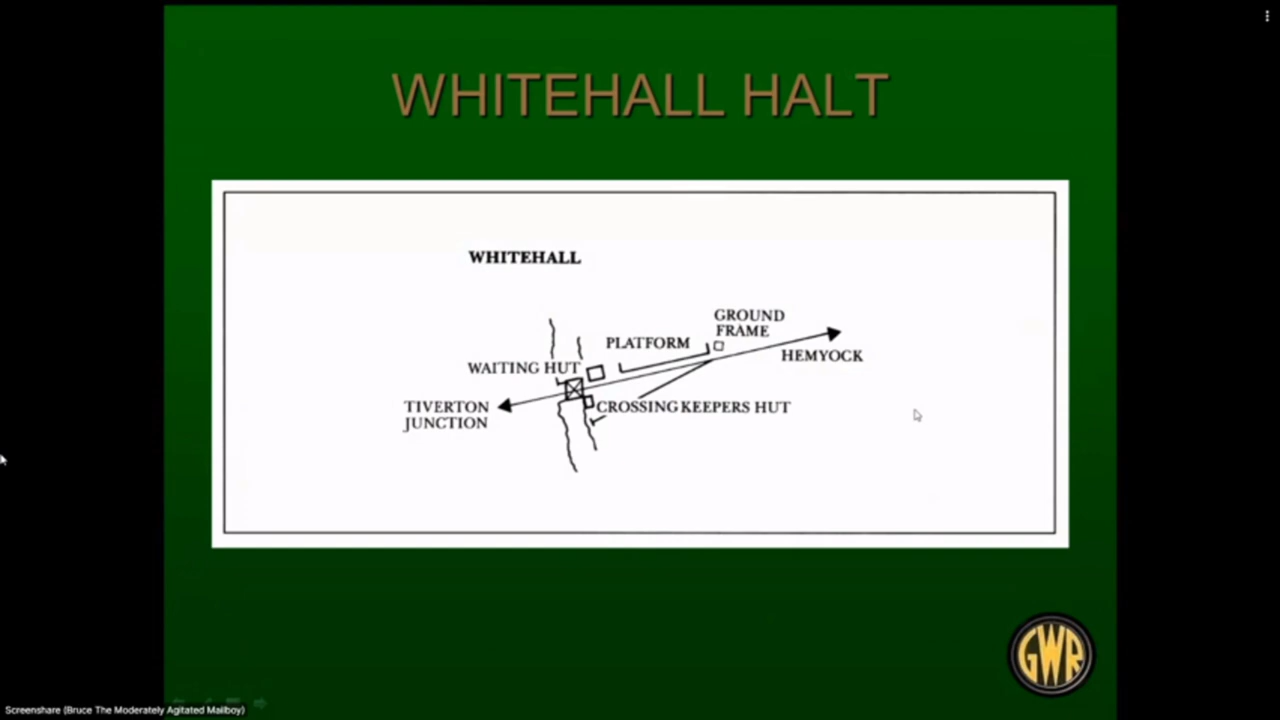 WHITEHALL HALT
WHITEHALL
GROUND
FRAME
PLATFORM
HEMYOCK
WAITING HUT
TIVERTON
JUNCTION
CROSSING KEEPERS HUT
GWR
Screenshare (Bruce The Moderately Agitated Mailboy)